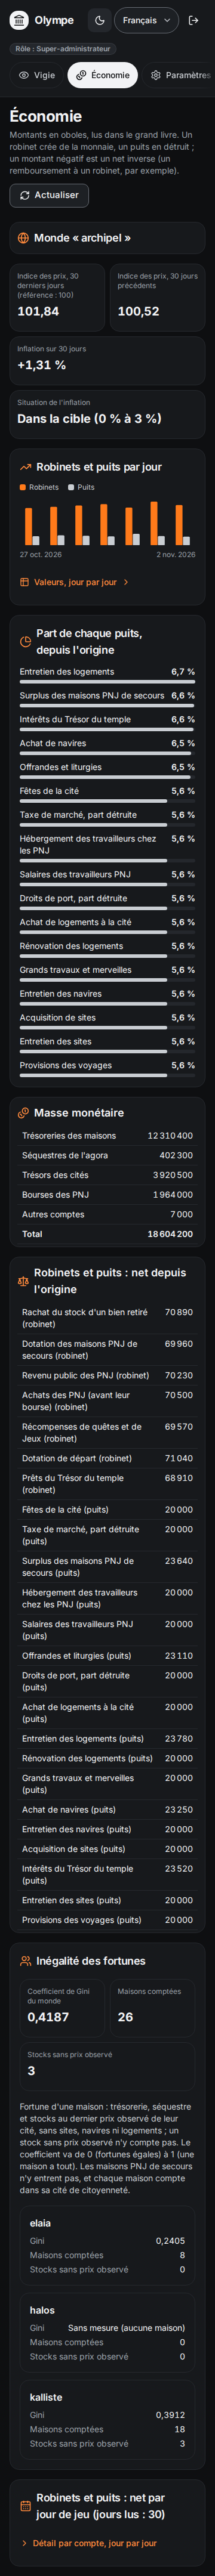 Olympe
Français
Rôle : Super-administrateur
Vigie
Économie
Paramètres
Économie
Montants en oboles, lus dans le grand livre. Un
robinet crée de la monnaie, un puits en détruit ;
un montant négatif est un net inverse (un
remboursement à un robinet, par exemple).
Actualiser
Monde « archipel »
Indice des prix, 30
derniers jours
(référence : 100)
101,84
Indice des prix, 30 jours
précédents
100,52
Inflation sur 30 jours
+1,31 %
Situation de l'inflation
Dans la cible (0 % à 3 %)
Robinets et puits par jour
Robinets
Puits
27 oct. 2026
2 nov. 2026
Valeurs, jour par jour
Part de chaque puits,
depuis l'origine
Entretien des logements 6,7 %
Surplus des maisons PNJ de secours 6,6 %
Intérêts du Trésor du temple 6,6 %
Achat de navires 6,5 %
Offrandes et liturgies 6,5 %
Fêtes de la cité 5,6 %
Taxe de marché, part détruite 5,6 %
Hébergement des travailleurs chez 5,6 %
les PNJ
Salaires des travailleurs PNJ 5,6 %
Droits de port, part détruite 5,6 %
Achat de logements à la cité 5,6 %
Rénovation des logements 5,6 %
Grands travaux et merveilles 5,6 %
Entretien des navires 5,6 %
Acquisition de sites 5,6 %
Entretien des sites 5,6 %
Provisions des voyages 5,6 %
Masse monétaire
Trésoreries des maisons 12 310 400
Séquestres de l'agora 402 300
Trésors des cités 3 920 500
Bourses des PNJ 1 964 000
Autres comptes 7 000
Total 18 604 200
Robinets et puits : net depuis
l'origine
Rachat du stock d'un bien retiré 70 890
(robinet)
Dotation des maisons PNJ de 69 960
secours (robinet)
Revenu public des PNJ (robinet) 70 230
Achats des PNJ (avant leur 70 500
bourse) (robinet)
Récompenses de quêtes et de 69 570
Jeux (robinet)
Dotation de départ (robinet) 71 040
Prêts du Trésor du temple 68 910
(robinet)
Fêtes de la cité (puits) 20 000
Taxe de marché, part détruite 20 000
(puits)
Surplus des maisons PNJ de 23 640
secours (puits)
Hébergement des travailleurs 20 000
chez les PNJ (puits)
Salaires des travailleurs PNJ 20 000
(puits)
Offrandes et liturgies (puits) 23 110
Droits de port, part détruite 20 000
(puits)
Achat de logements à la cité 20 000
(puits)
Entretien des logements (puits) 23 780
Rénovation des logements (puits) 20 000
Grands travaux et merveilles 20 000
(puits)
Achat de navires (puits) 23 250
Entretien des navires (puits) 20 000
Acquisition de sites (puits) 20 000
Intérêts du Trésor du temple 23 520
(puits)
Entretien des sites (puits) 20 000
Provisions des voyages (puits) 20 000
Inégalité des fortunes
Coefficient de Gini
du monde
0,4187
Maisons comptées
26
Stocks sans prix observé
3
Fortune d'une maison : trésorerie, séquestre
et stocks au dernier prix observé de leur
cité, sans sites, navires ni logements ; un
stock sans prix observé n'y compte pas. Le
coefficient va de 0 (fortunes égales) à 1 (une
maison a tout). Les maisons PNJ de secours
n'y entrent pas, et chaque maison compte
dans sa cité de citoyenneté.
elaia
Gini 0,2405
Maisons comptées 8
Stocks sans prix observé 0
halos
Gini Sans mesure (aucune maison)
Maisons comptées 0
Stocks sans prix observé 0
kalliste
Gini 0,3912
Maisons comptées 18
Stocks sans prix observé 3
Robinets et puits : net par
jour de jeu (jours lus : 30)
Détail par compte, jour par jour